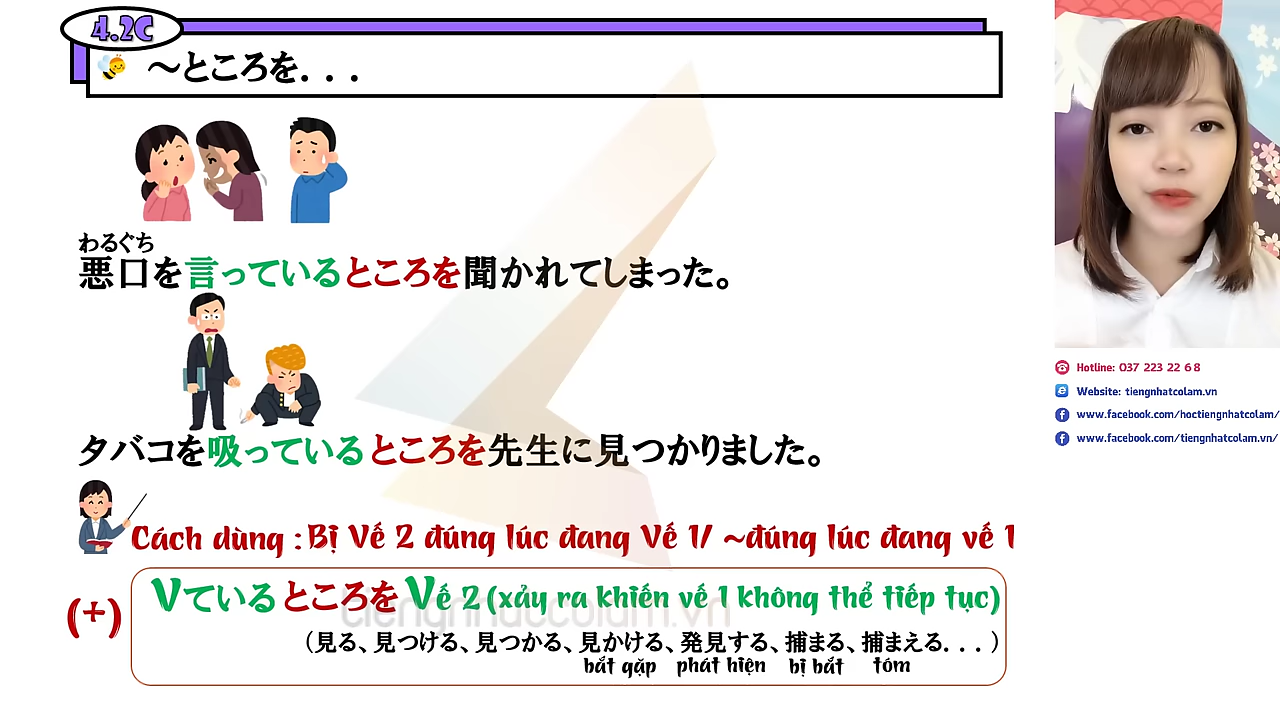 4.2C
～ところを...
わるぐち
悪口を言っているところを聞かれてしまった。
タバコを吸っているところを先生に見つかりました。
Cách dùng : Bị Vế 2 đúng lúc đang Vế 1/ ~đúng lúc đang vế 1
(+)
Vているところを Vế 2 (xảy ra khiến vế 1 không thể tiếp tục)
（見る、見つける、見つかる、見かける、発見する、捕まる、捕まえる...）
bắt gặp phát hiện bị bắt tóm
tiengnhatcolam.vn
Hotline: 037 223 22 68
Website: tiengnhatcolam.vn
www.facebook.com/hoctiengnhatcolam/
www.facebook.com/tiengnhatcolam.vn/